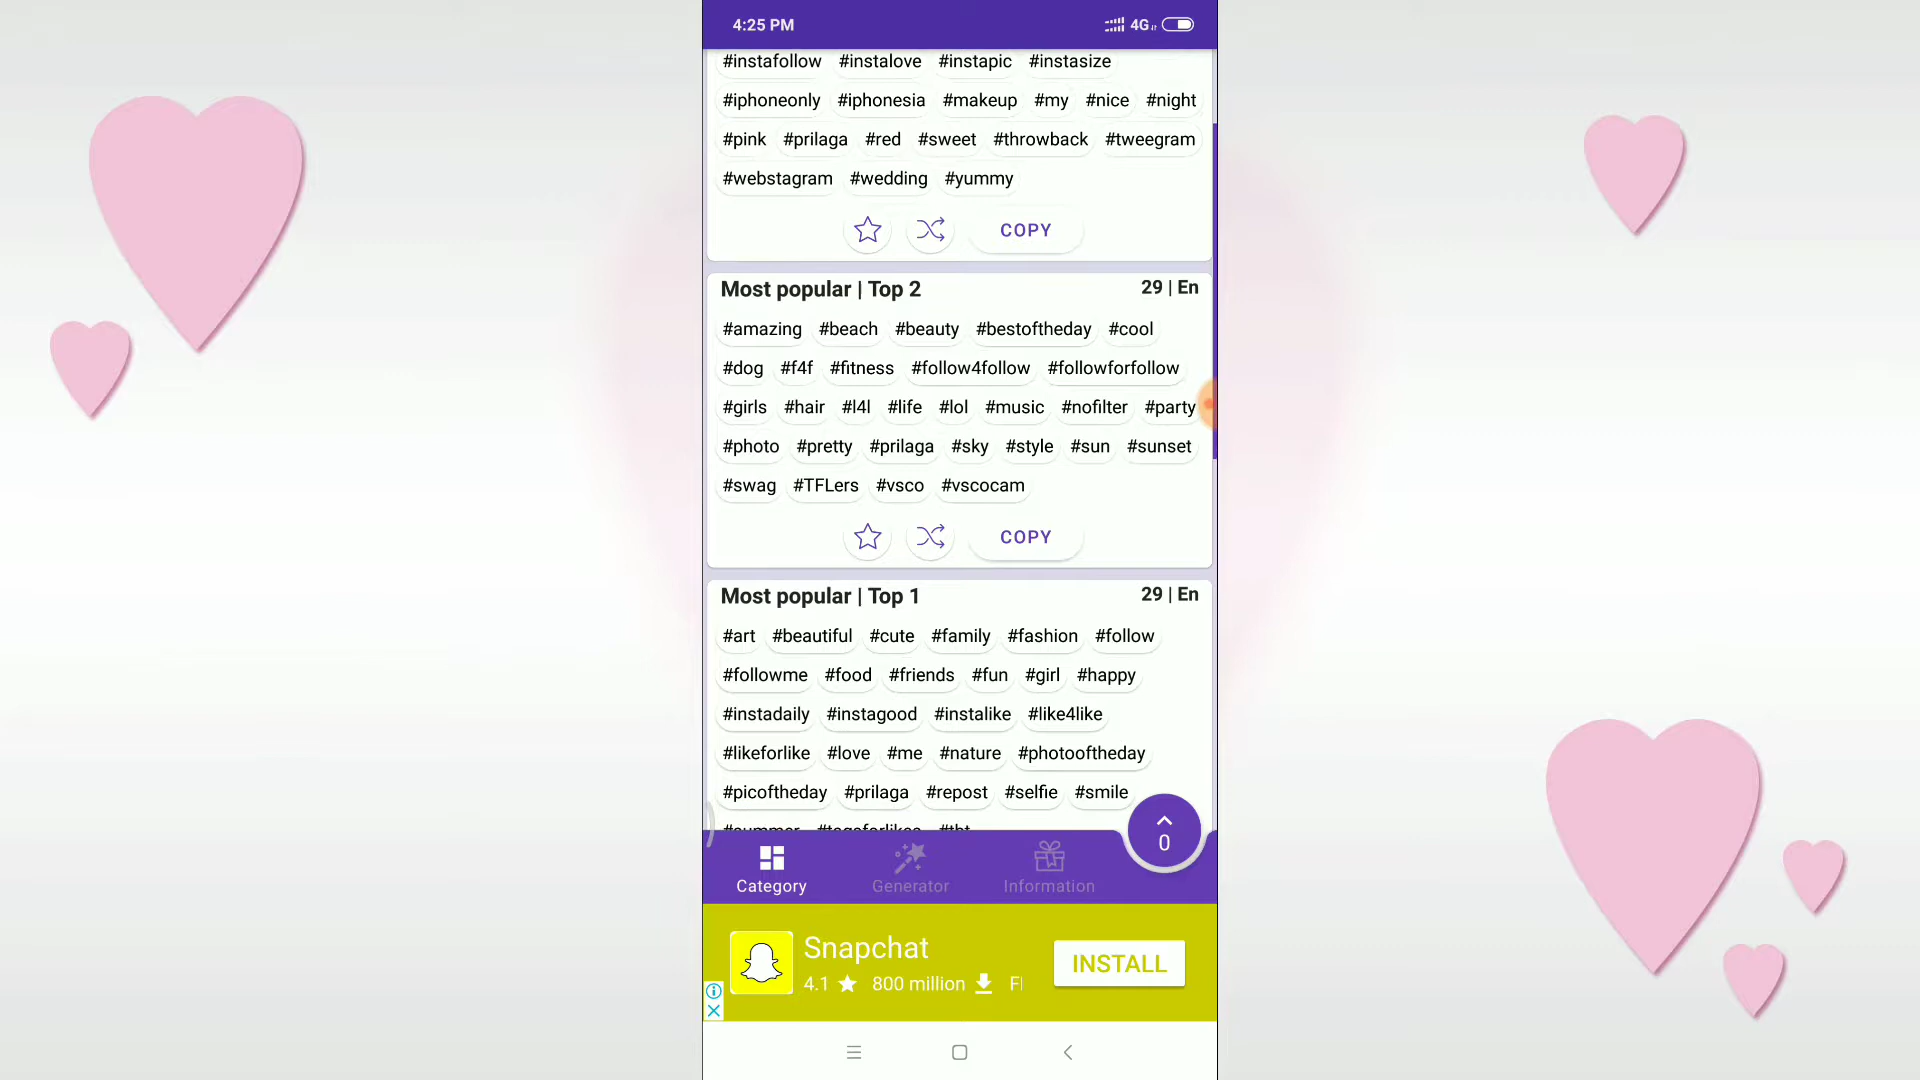 4:25 PM 4G
#instafollow #instalove #instapic #instasize
#iphoneonly #iphonesia #makeup #my #nice #night
#pink #prilaga #red #sweet #throwback #tweegram
#webstagram #wedding #yummy
COPY
Most popular | Top 2 29 | En
#amazing #beach #beauty #bestoftheday #cool
#dog #f4f #fitness #follow4follow #followforfollow
#girls #hair #l4l #life #lol #music #nofilter #party
#photo #pretty #prilaga #sky #style #sun #sunset
#swag #TFLers #vsco #vscocam
COPY
Most popular | Top 1 29 | En
#art #beautiful #cute #family #fashion #follow
#followme #food #friends #fun #girl #happy
#instadaily #instagood #instalike #like4like
#likeforlike #love #me #nature #photooftheday
#picoftheday #prilaga #repost #selfie #smile
#summer #tagsforlikes #tbt
0
Category Generator Information
Snapchat
4.1 800 million
INSTALL